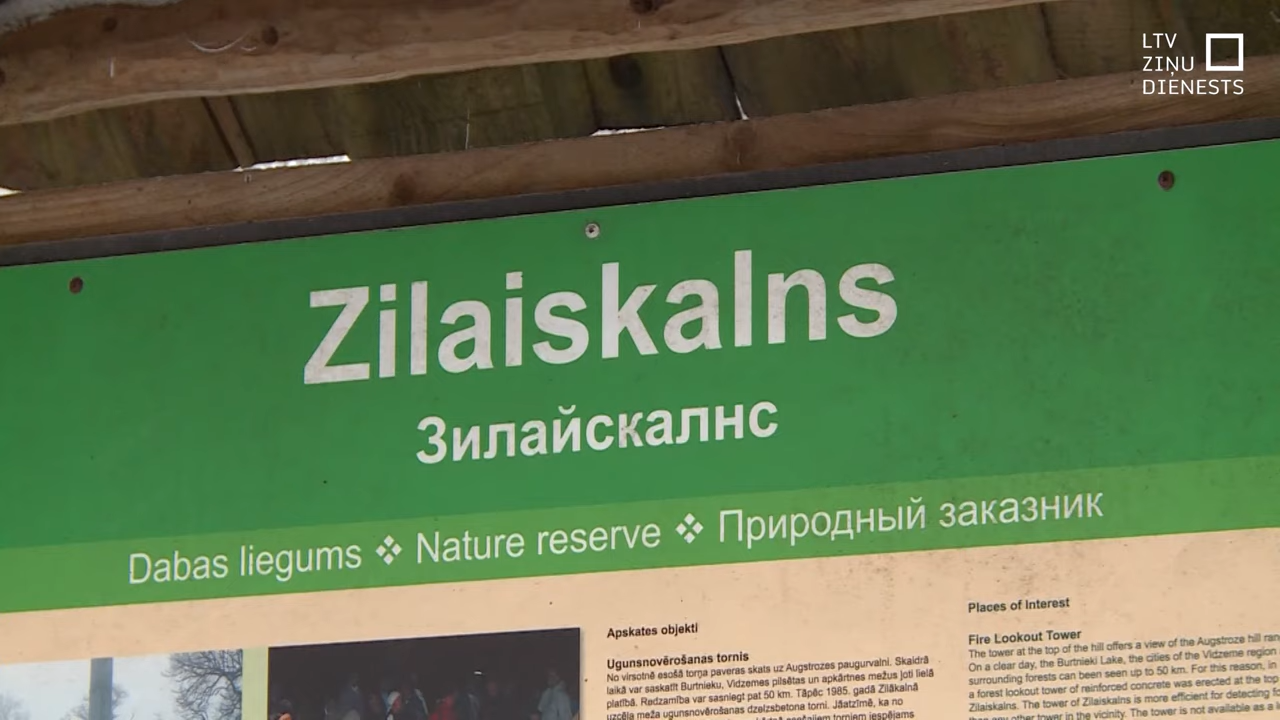 LTV
ZIŅU
DIENESTS
Zilaiskalns
Зилайскалнс
Dabas liegums ❖ Nature reserve ❖ Природный заказник
Apskates objekti
Ugunsnovērošanas tornis
No virsotnē esošā torņa paveras skats uz Augstrozes paugurvalni. Skaidrā
laikā var saskatīt Burtnieku, Vidzemes pilsētas un apkārtnes mežus ļoti lielā
platībā. Redzamība var sasniegt pat 50 km. Tāpēc 1985. gadā Zilākalnā
uzcēla meža ugunsnovērošanas dzelzsbetona torni. Jāatzīmē, ka no
esošajiem torņiem iespējams
Places of Interest
Fire Lookout Tower
The tower at the top of the hill offers a view of the Augstroze hill
On a clear day, the Burtnieki Lake, the cities of the Vidzeme region
surrounding forests can been seen up to 50 km. For this reason, in
a forest lookout tower of reinforced concrete was erected at the top
Zilaiskalns. The tower of Zilaiskalns is more efficient for detecting
than any other tower in the vicinity. The tower is not available as a